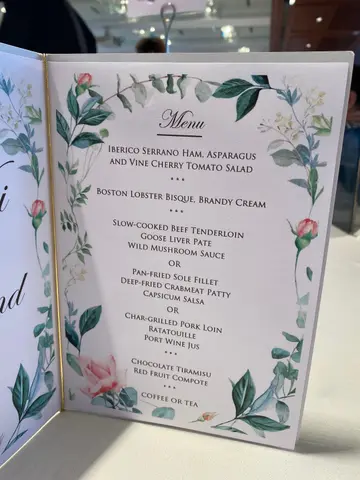 Menu
Iberico Serrano Ham, Asparagus
and Vine Cherry Tomato Salad
***
Boston Lobster Bisque, Brandy Cream
***
Slow-cooked Beef Tenderloin
Goose Liver Pate
Wild Mushroom Sauce
or
Pan-fried Sole Fillet
Deep-fried Crabmeat Patty
Capsicum Salsa
or
Char-grilled Pork Loin
Ratatouille
Port Wine Jus
***
Chocolate Tiramisu
Red Fruit Compote
***
coffee or tea